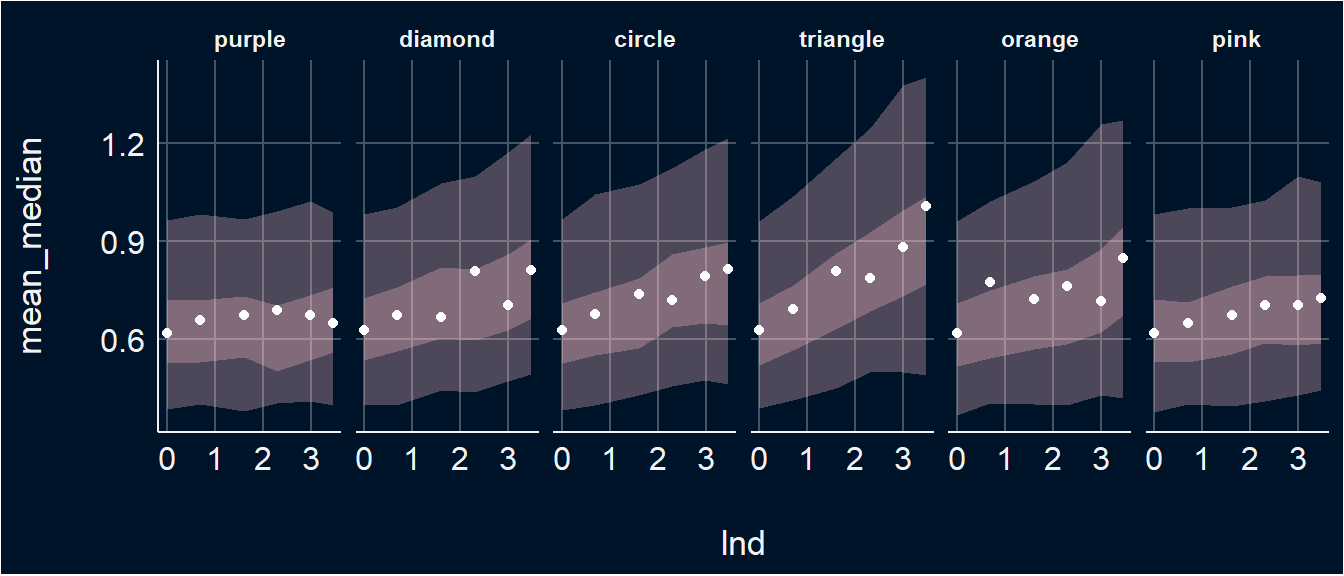 purple diamond circle triangle orange pink
mean_median
1.2
0.9
0.6
0 1 2 3 0 1 2 3 0 1 2 3 0 1 2 3 0 1 2 3 0 1 2 3
lnd